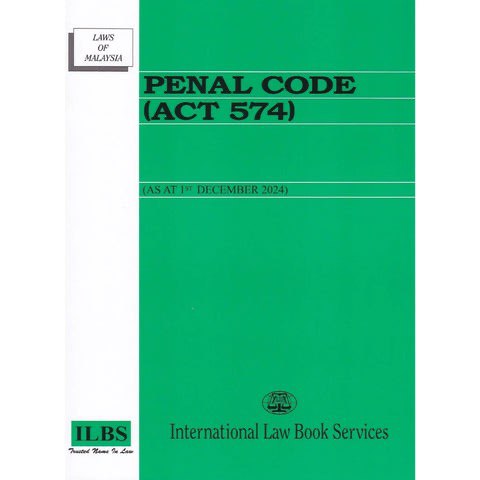 LAWS
OF
MALAYSIA
PENAL CODE
(ACT 574)
(AS AT 1ST DECEMBER 2024)
International Law Book Services
ILBS
Trusted Name In Law